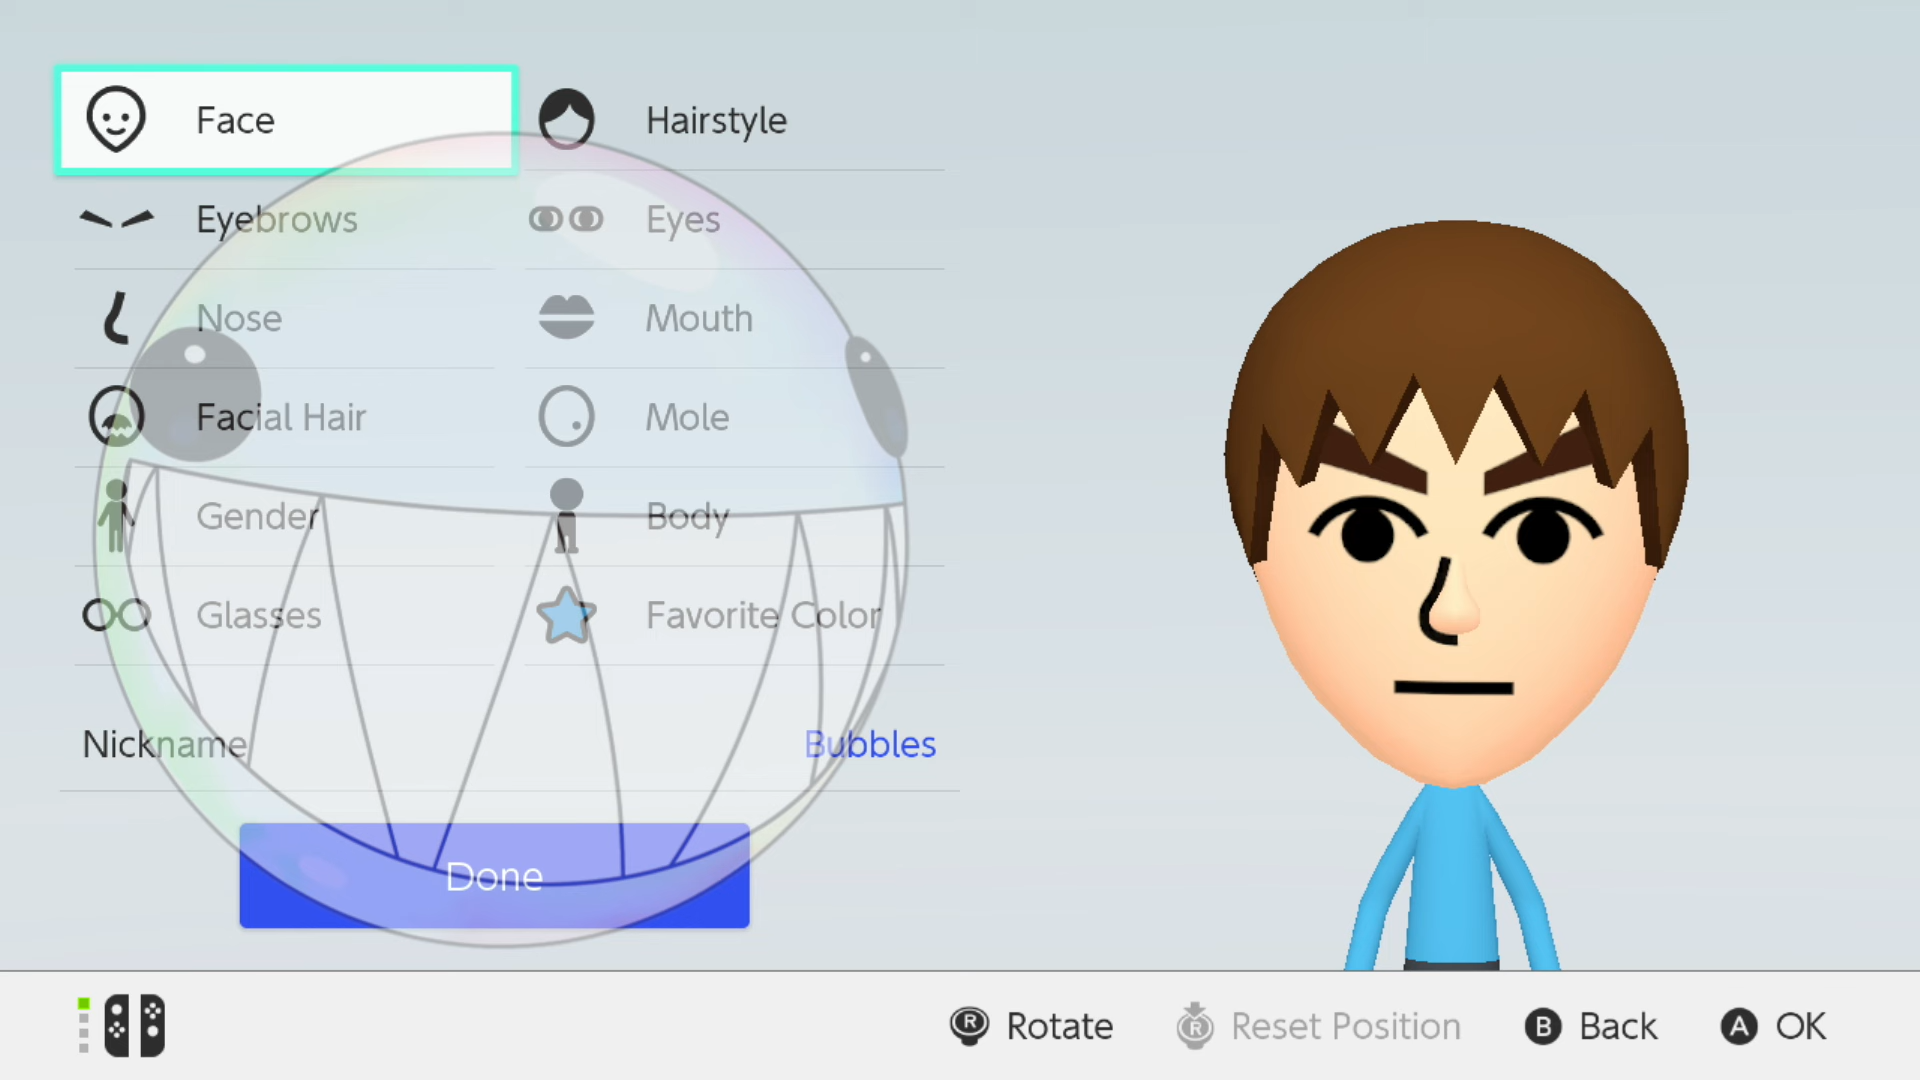 Face
Hairstyle
Eyebrows
Eyes
Nose
Mouth
Facial Hair
Mole
Gender
Body
Glasses
Favorite Color
Nickname
Bubbles
Done
R Rotate
R Reset Position
B Back
A OK